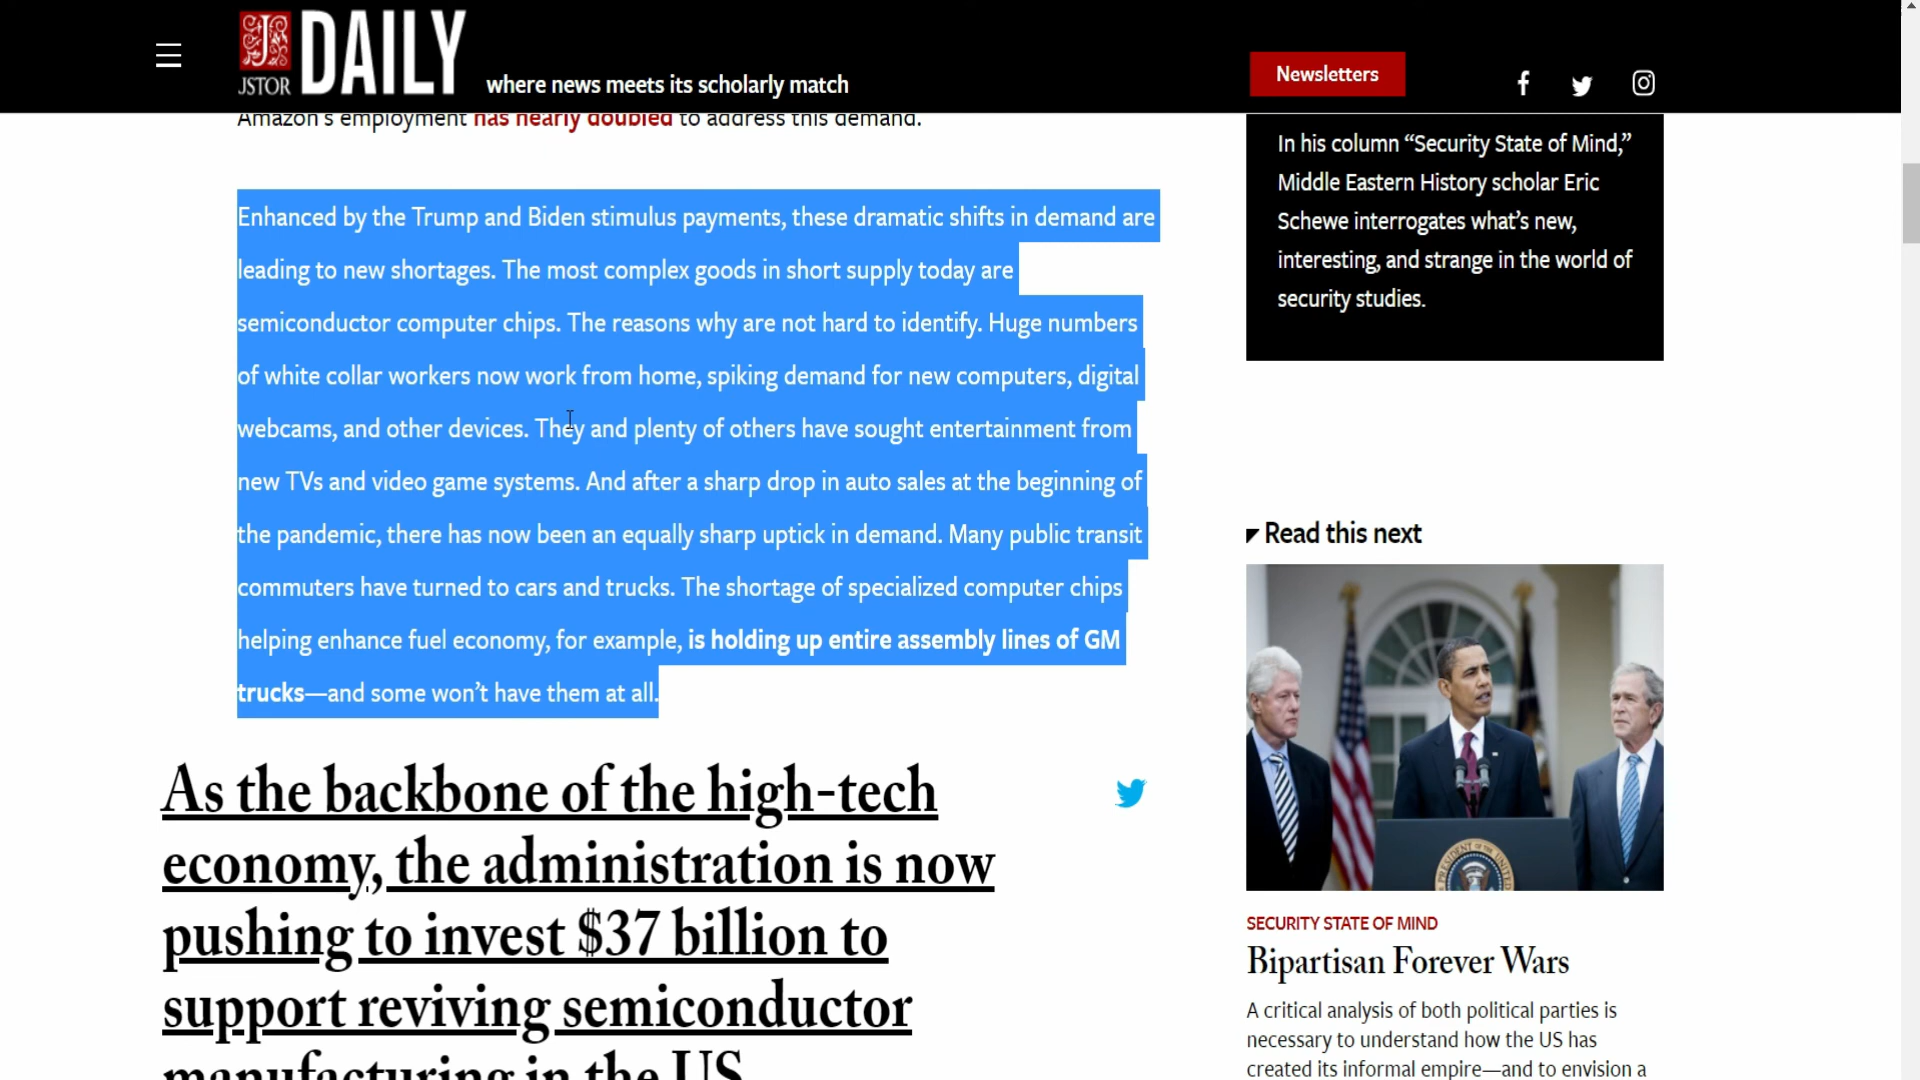 JSTOR
DAILY
where news meets its scholarly match
Newsletters
Amazon's employment has nearly doubled to address this demand.
Enhanced by the Trump and Biden stimulus payments, these dramatic shifts in demand are
leading to new shortages. The most complex goods in short supply today are
semiconductor computer chips. The reasons why are not hard to identify. Huge numbers
of white collar workers now work from home, spiking demand for new computers, digital
webcams, and other devices. They and plenty of others have sought entertainment from
new TVs and video game systems. And after a sharp drop in auto sales at the beginning of
the pandemic, there has now been an equally sharp uptick in demand. Many public transit
commuters have turned to cars and trucks. The shortage of specialized computer chips
helping enhance fuel economy, for example, is holding up entire assembly lines of GM
trucks—and some won't have them at all.
As the backbone of the high-tech
economy, the administration is now
pushing to invest $37 billion to
support reviving semiconductor
manufacturing in the US
In his column “Security State of Mind,”
Middle Eastern History scholar Eric
Schewe interrogates what's new,
interesting, and strange in the world of
security studies.
Read this next
SECURITY STATE OF MIND
Bipartisan Forever Wars
A critical analysis of both political parties is
necessary to understand how the US has
created its informal empire—and to envision a